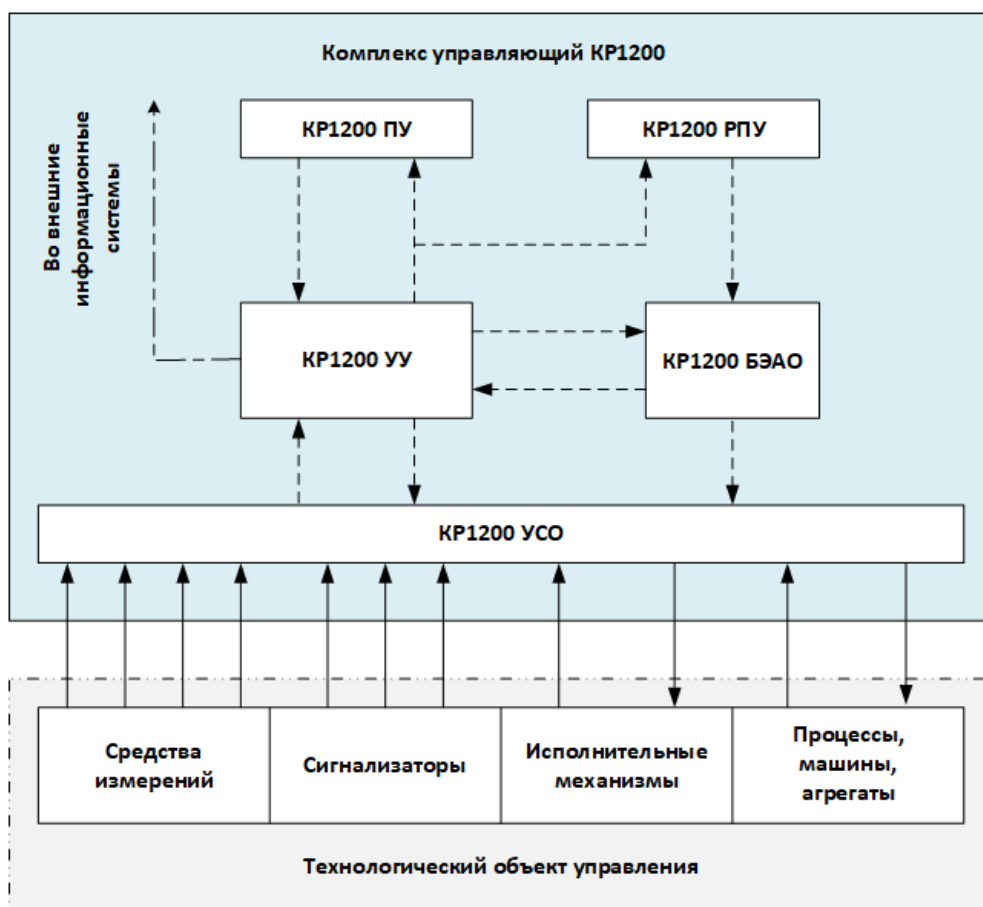 Комплекс управляющий КР1200
КР1200 ПУ
КР1200 РПУ
Во внешние
информационные
системы
КР1200 УУ
КР1200 БЭАО
КР1200 УСО
Средства
измерений
Сигнализаторы
Исполнительные
механизмы
Процессы,
машины,
агрегаты
Технологический объект управления